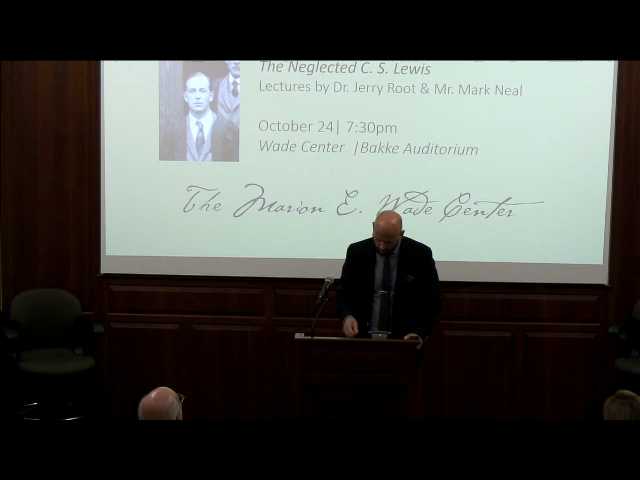 The Neglected C. S. Lewis
Lectures by Dr. Jerry Root & Mr. Mark Neal
October 24| 7:30pm
Wade Center |Bakke Auditorium
The Marion E. Wade Center